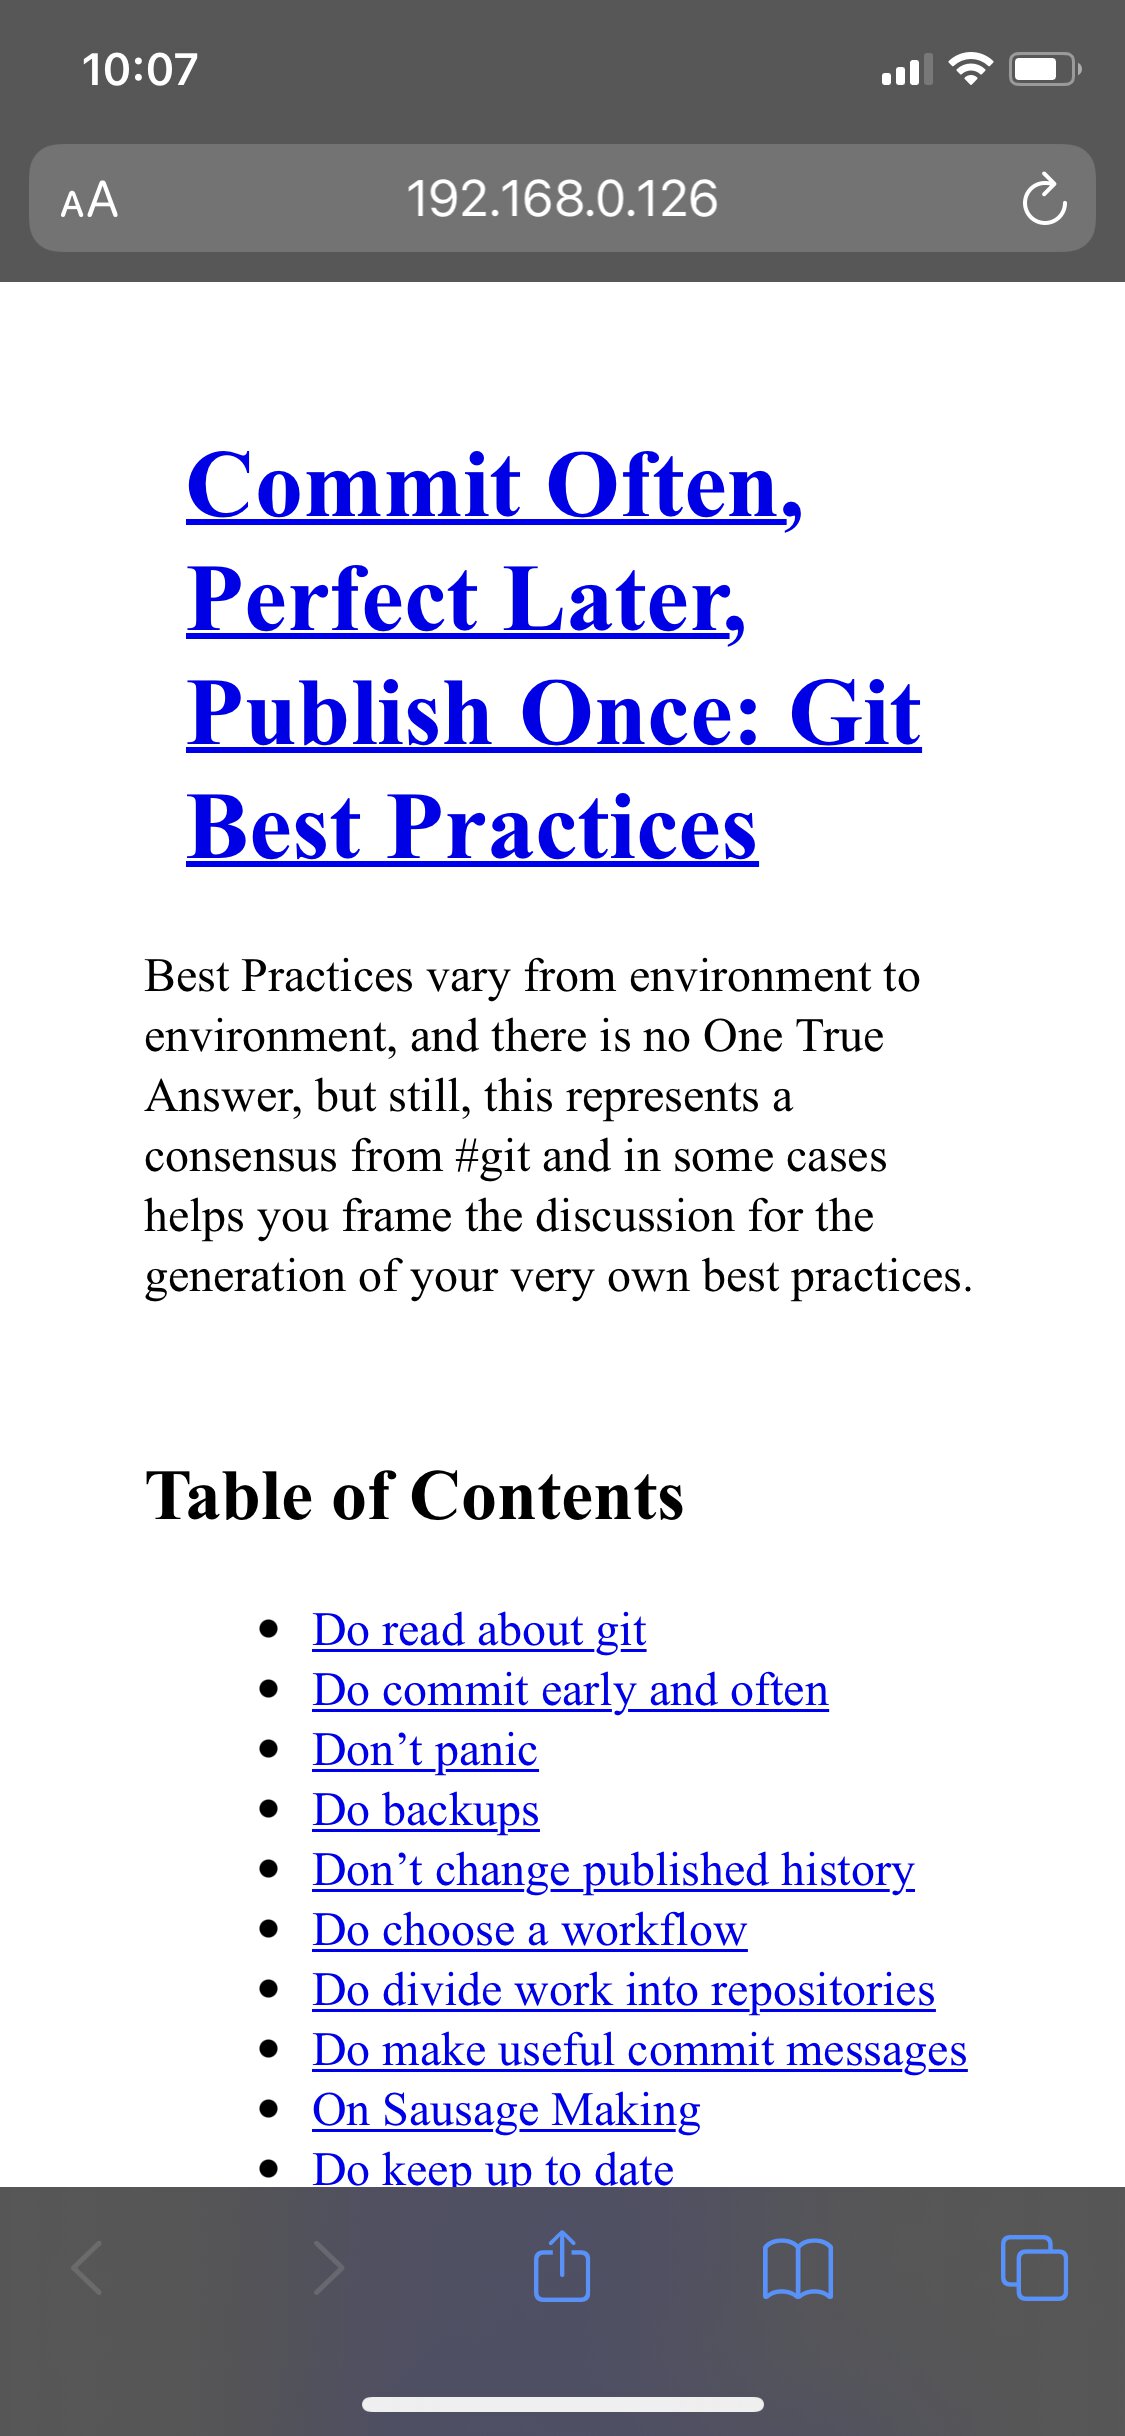 10:07
AA 192.168.0.126
Commit Often,
Perfect Later,
Publish Once: Git
Best Practices
Best Practices vary from environment to
environment, and there is no One True
Answer, but still, this represents a
consensus from #git and in some cases
helps you frame the discussion for the
generation of your very own best practices.
Table of Contents
• Do read about git
• Do commit early and often
• Don’t panic
• Do backups
• Don’t change published history
• Do choose a workflow
• Do divide work into repositories
• Do make useful commit messages
• On Sausage Making
• Do keep up to date